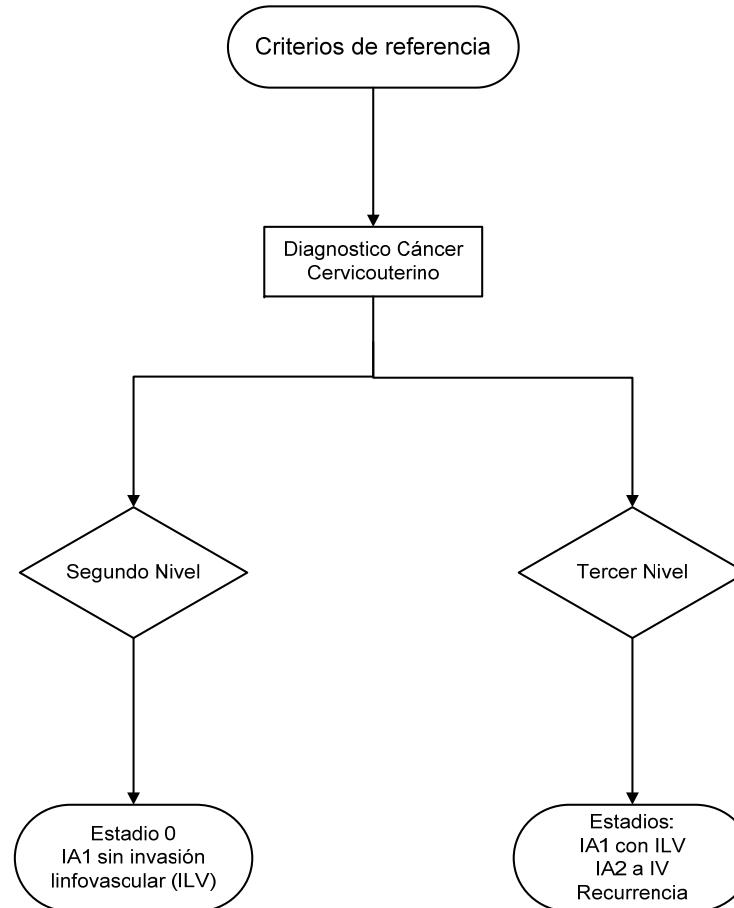 Criterios de referencia
Diagnostico Cáncer
Cervicouterino
Segundo Nivel
Tercer Nivel
Estadio 0
IA1 sin invasión
linfovascular (ILV)
Estadios:
IA1 con ILV
IA2 a IV
Recurrencia